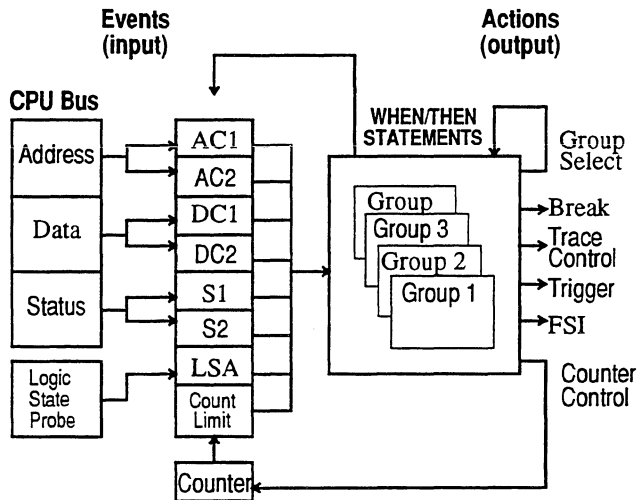 Events
(input)
Actions
(output)
CPU Bus
Address
Data
Status
Logic
State
Probe
AC1
AC2
DC1
DC2
S1
S2
LSA
Count
Limit
Counter
WHEN/THEN
STATEMENTS
Group
Group 3
Group 2
Group 1
Group
Select
Break
Trace
Control
Trigger
FSI
Counter
Control